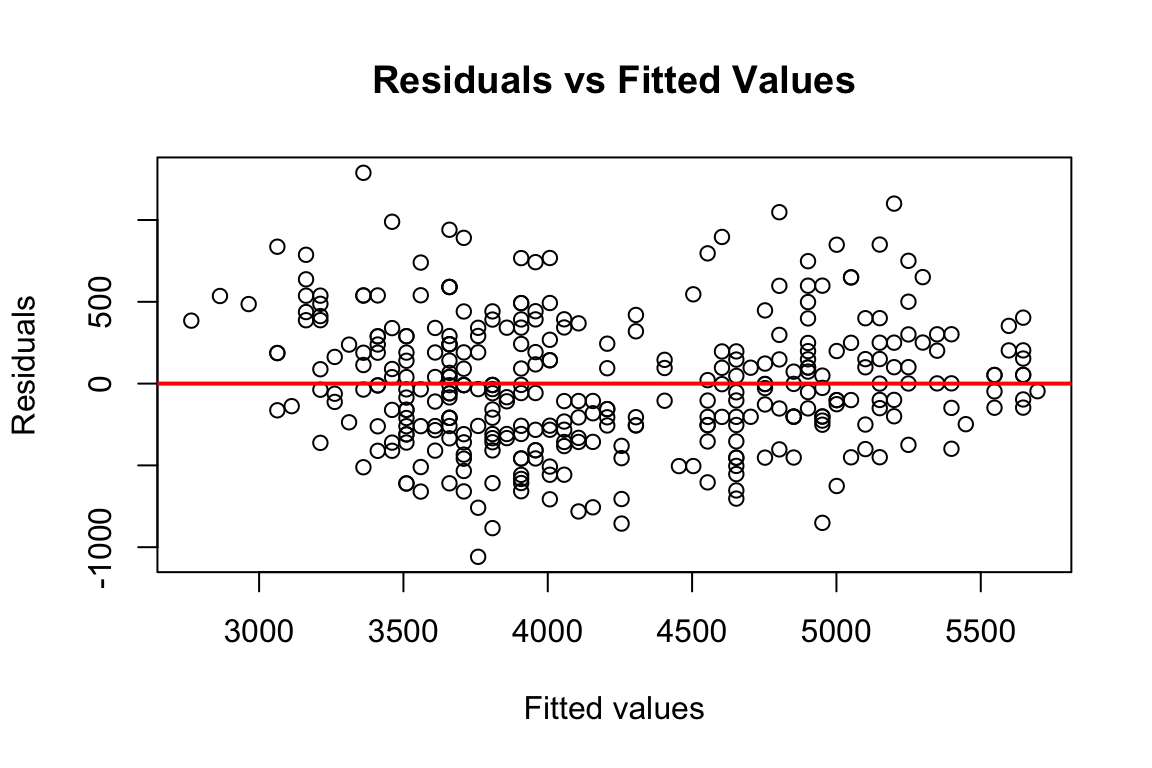 Residuals vs Fitted Values
Residuals
500
0
-1000
3000 3500 4000 4500 5000 5500
Fitted values